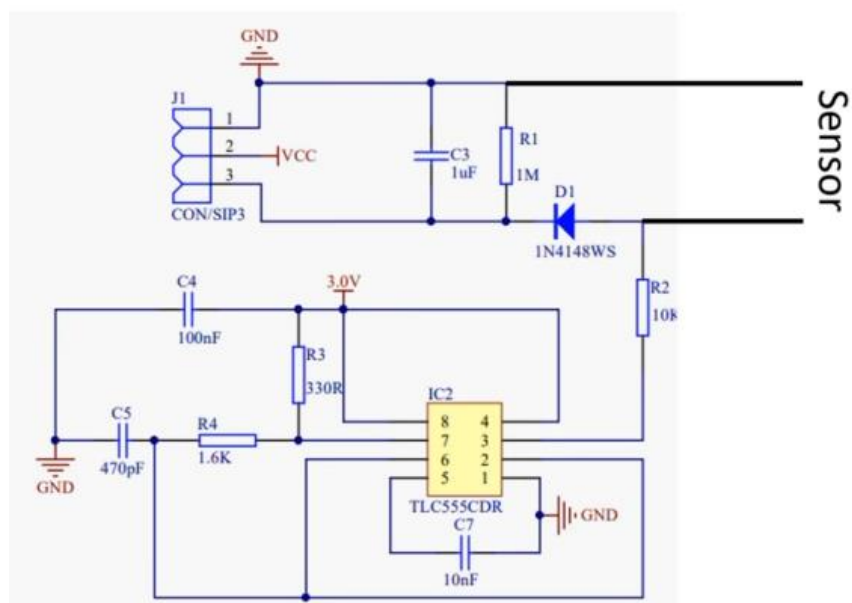 GND
J1
1
2
3
VCC
CON/SIP3
C3
1uF
R1
1M
D1
1N4148WS
Sensor
C4
100nF
3.0V
R2
R3
330R
C5
470pF
R4
1.6K
GND
IC2
8
7
6
5
4
3
2
1
TLC555CDR
C7
10nF
GND